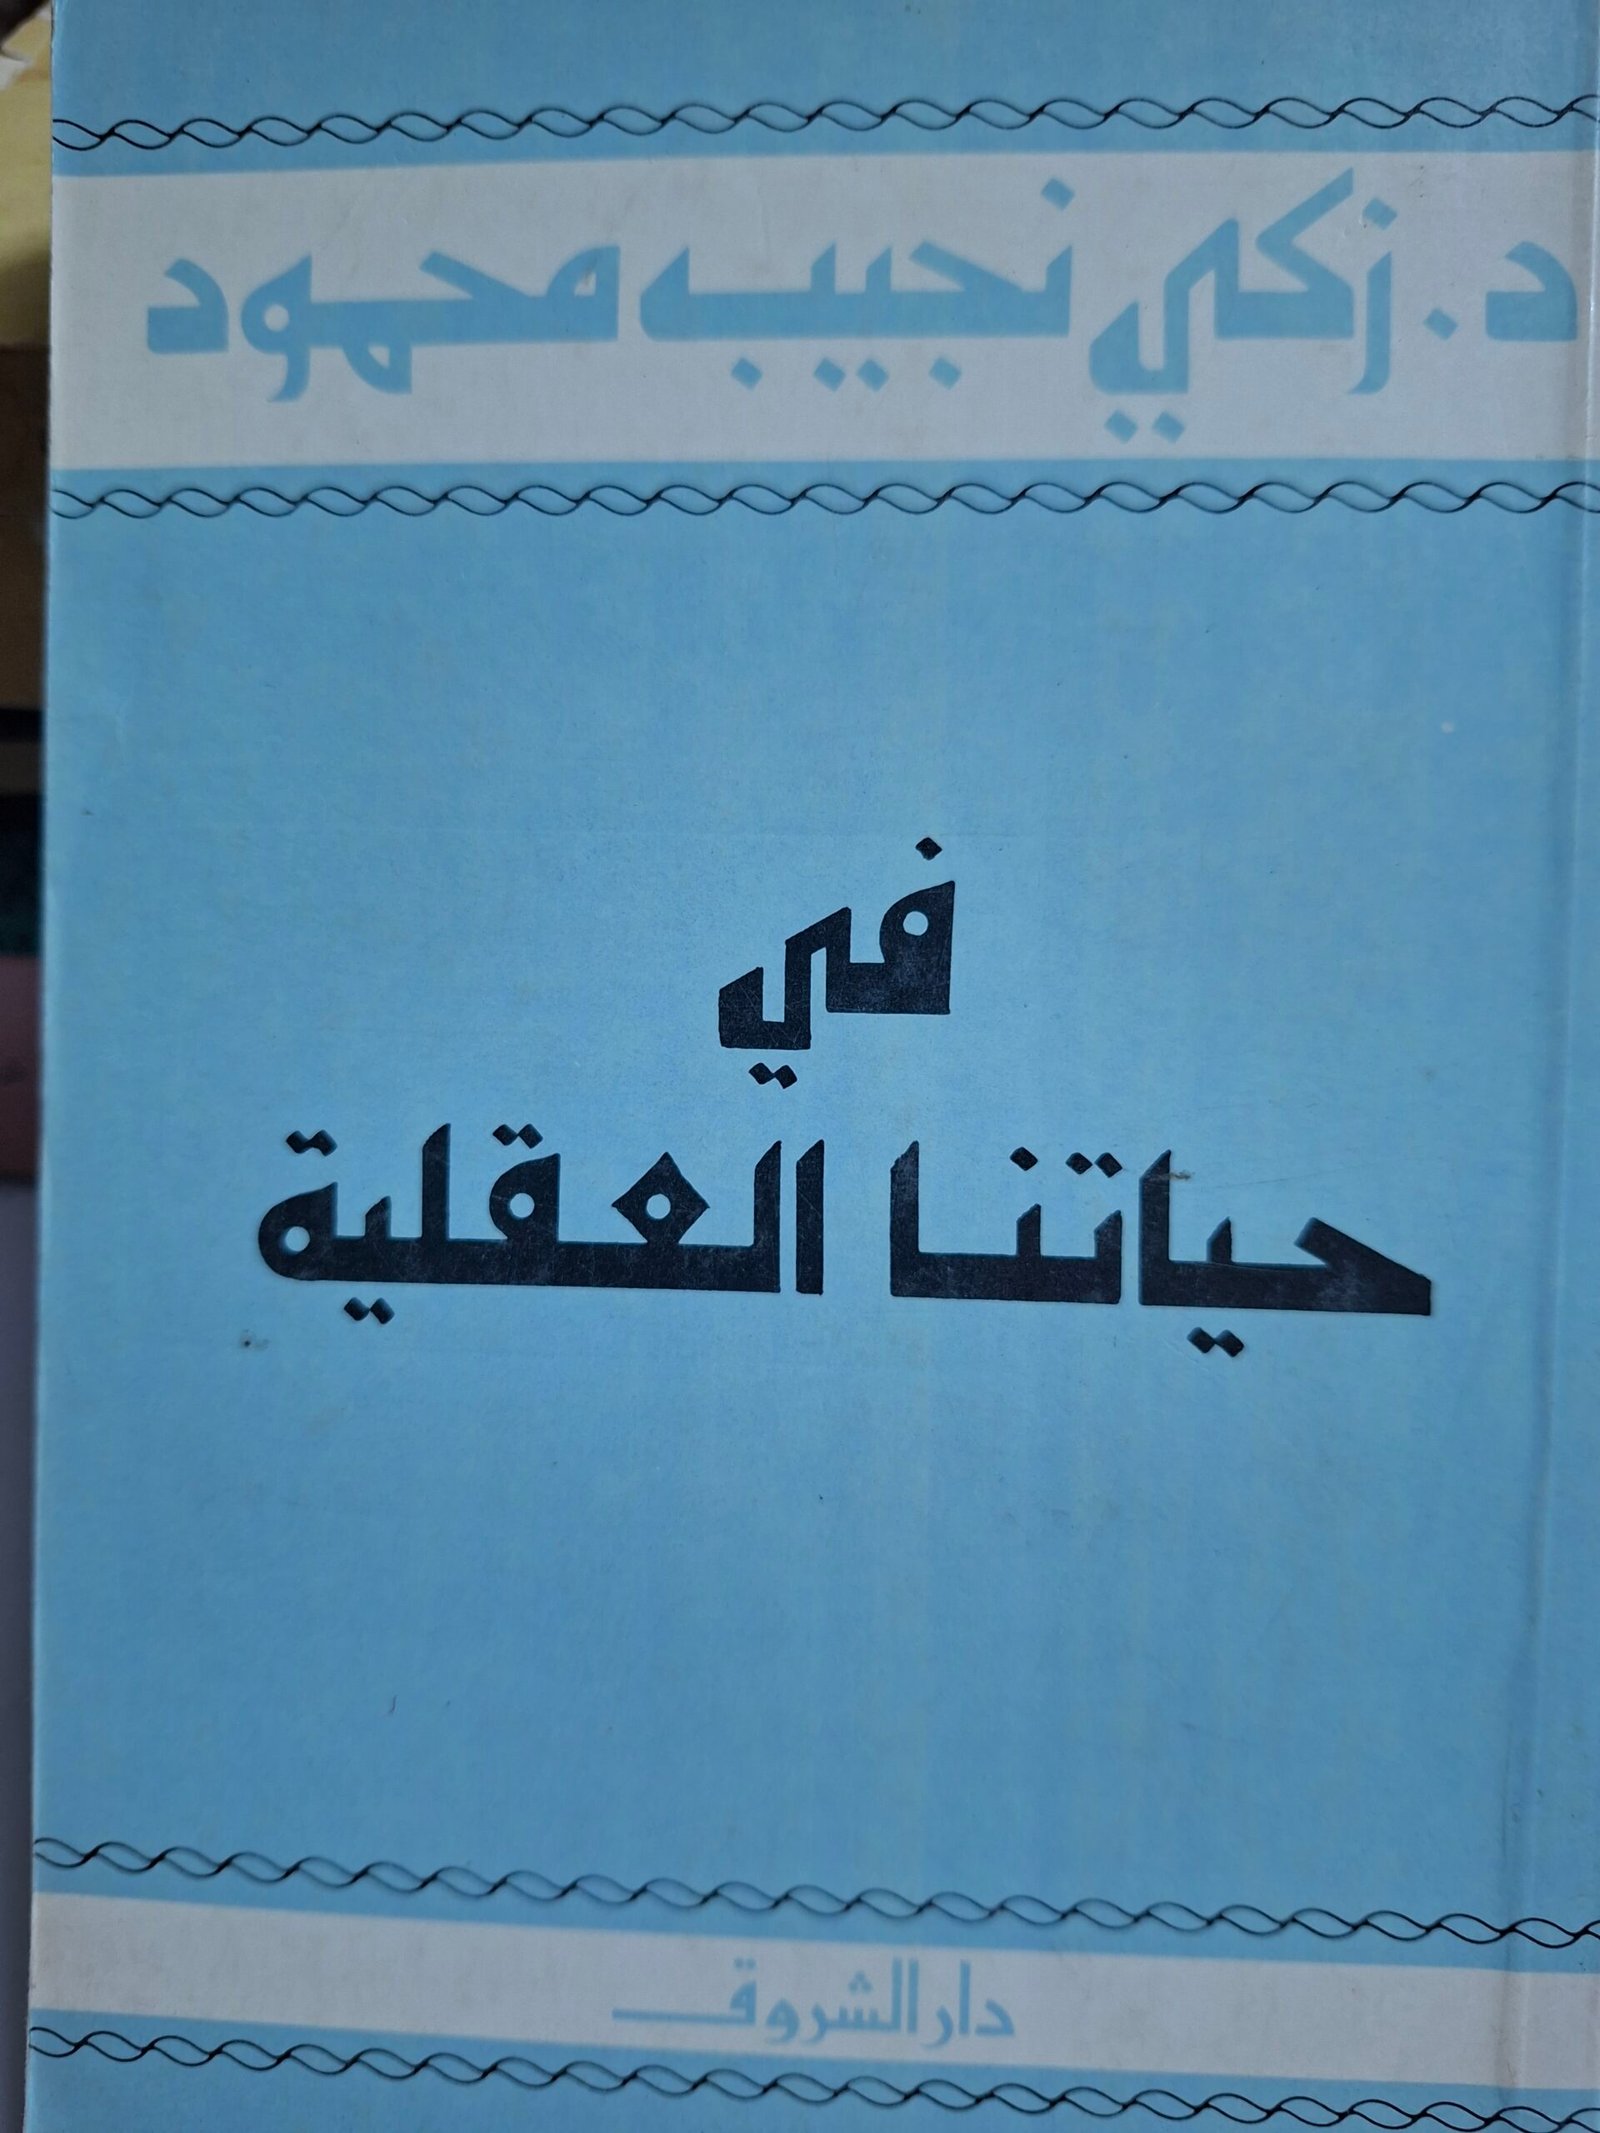 د. زكي نجيب محمود
في
حياتنا العقلية
دار الشروق